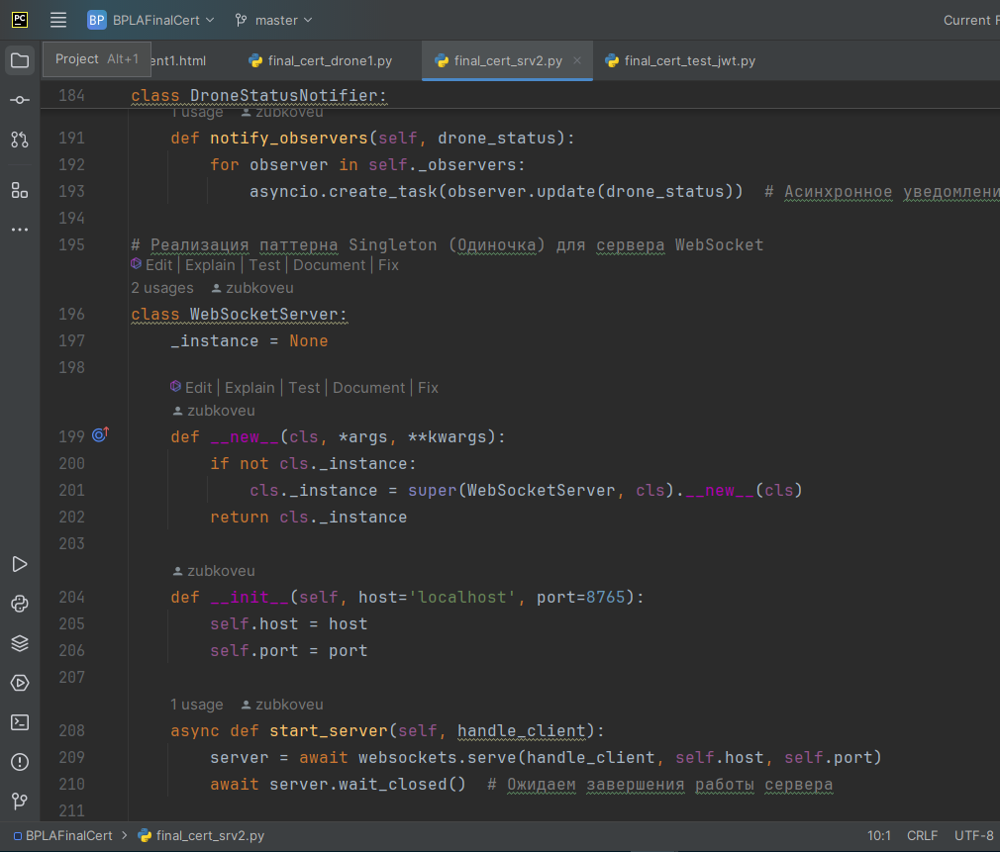 PC BP BPLAFinalCert master Current F
Project Alt+1 ent1.html final_cert_drone1.py final_cert_srv2.py final_cert_test_jwt.py
184 class DroneStatusNotifier:
1 usage zubkoveu
191 def notify_observers(self, drone_status):
192 for observer in self._observers:
193 asyncio.create_task(observer.update(drone_status)) # Асинхронное уведомлени
194
195 # Реализация паттерна Singleton (Одиночка) для сервера WebSocket
Edit | Explain | Test | Document | Fix
2 usages zubkoveu
196 class WebSocketServer:
197 _instance = None
198
Edit | Explain | Test | Document | Fix
zubkoveu
199 def __new__(cls, *args, **kwargs):
200 if not cls._instance:
201 cls._instance = super(WebSocketServer, cls).__new__(cls)
202 return cls._instance
203
zubkoveu
204 def __init__(self, host='localhost', port=8765):
205 self.host = host
206 self.port = port
207
1 usage zubkoveu
208 async def start_server(self, handle_client):
209 server = await websockets.serve(handle_client, self.host, self.port)
210 await server.wait_closed() # Ожидаем завершения работы сервера
211
BPLAFinalCert > final_cert_srv2.py 10:1 CRLF UTF-8